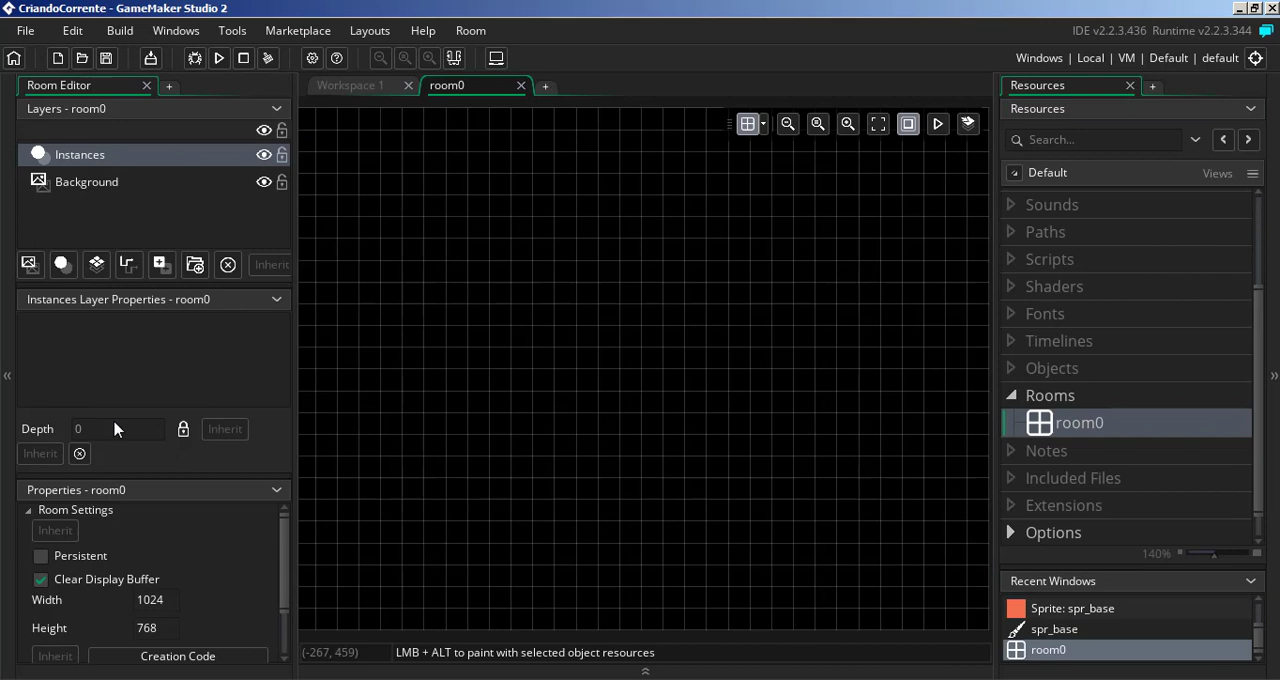 CriandoCorrente - GameMaker Studio 2
File Edit Build Windows Tools Marketplace Layouts Help Room
IDE v2.2.3.436 Runtime v2.2.3.344
Windows | Local | VM | Default | default
Room Editor
Workspace 1
room0
Resources
Layers - room0
Resources
Search...
Instances
Default
Views
Background
Sounds
Paths
Scripts
Inherit
Shaders
Instances Layer Properties - room0
Fonts
Timelines
Objects
Rooms
room0
Depth 0 Inherit
Inherit
Notes
Included Files
Properties - room0
Extensions
Room Settings
Inherit
Options
Persistent
140%
Clear Display Buffer
Recent Windows
Width 1024
Sprite: spr_base
Height 768
spr_base
Inherit Creation Code
(-267, 459) LMB + ALT to paint with selected object resources
room0